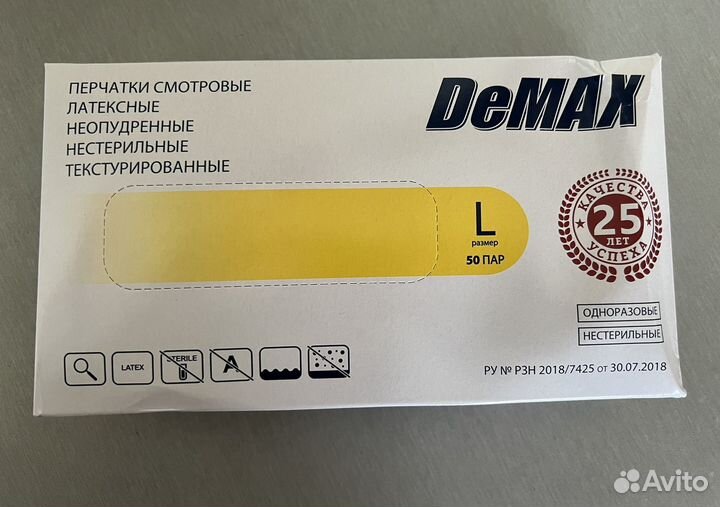 ПЕРЧАТКИ СМОТРОВЫЕ
ЛАТЕКСНЫЕ
НЕОПУДРЕННЫЕ
НЕСТЕРИЛЬНЫЕ
ТЕКСТУРИРОВАННЫЕ
DeMAX
L
размер
50 ПАР
КАЧЕСТВА
25
ЛЕТ
УСПЕХА
ОДНОРАЗОВЫЕ
НЕСТЕРИЛЬНЫЕ
LATEX
STERILE
A
РУ № РЗН 2018/7425 от 30.07.2018
Avito